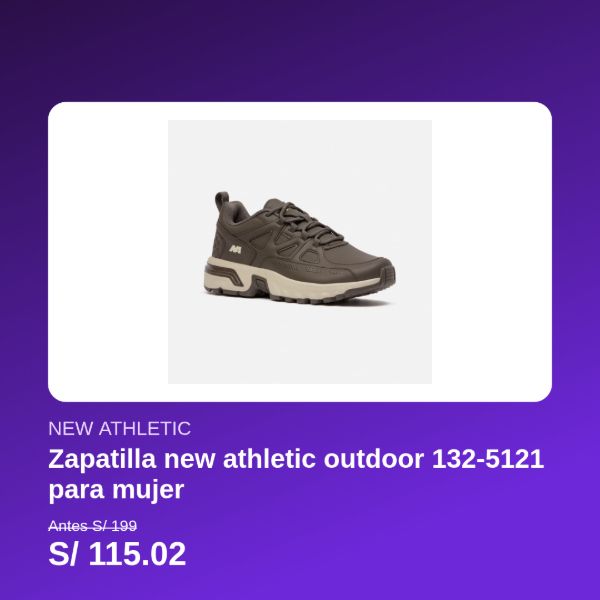 NEW ATHLETIC
Zapatilla new athletic outdoor 132-5121
para mujer
Antes S/ 199
S/ 115.02